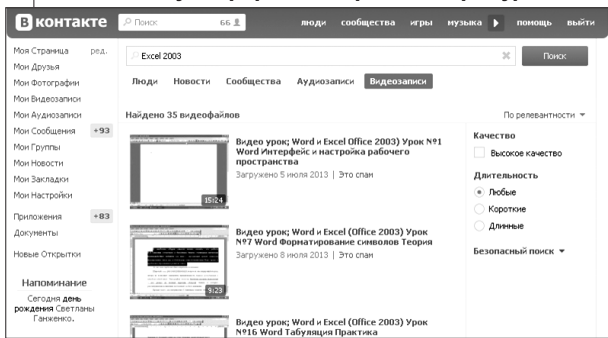 В контакте Поиск 66 люди сообщества игры музыка помощь выйти
Моя Страница ред.
Мои Друзья
Мои Фотографии
Мои Видеозаписи
Мои Аудиозаписи
Мои Сообщения +93
Мои Группы
Мои Новости
Мои Закладки
Мои Настройки
Приложения +83
Документы
Новые Открытки
Напоминание
Сегодня день
рождения Светланы
Ганженко.
Excel 2003 Поиск
Люди Новости Сообщества Аудиозаписи Видеозаписи
Найдено 35 видеофайлов По релевантности
Видео урок; Word и Excel Office 2003) Урок №1
Word Интерфейс и настройка рабочего
пространства
Загружено 5 июля 2013 | Это спам
15:24
Видео урок; Word и Excel (Office 2003) Урок
№7 Word Форматирование символов Теория
Загружено 8 июля 2013 | Это спам
9:23
Видео урок; Word и Excel (Office 2003) Урок
№16 Word Табуляция Практика
Качество
Высокое качество
Длительность
Любые
Короткие
Длинные
Безопасный поиск